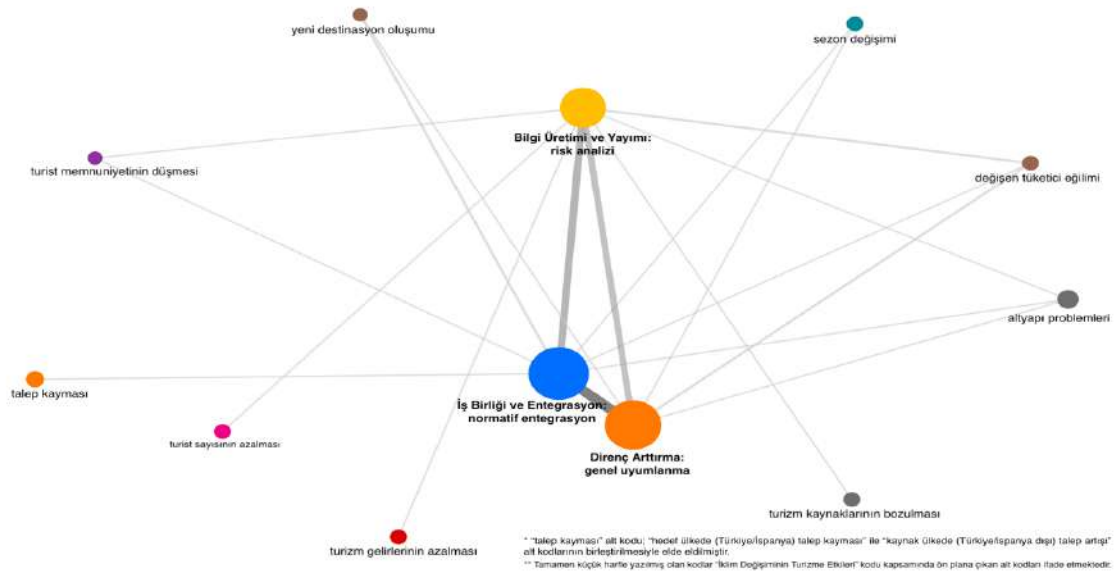 yeni destinasyon oluşumu
sezon değişimi
Bilgi Üretimi ve Yayımı:
risk analizi
turist memnuniyetinin düşmesi
değişen tüketici eğilimi
altyapı problemleri
talep kayması
İş Birliği ve Entegrasyon:
normatif entegrasyon
turist sayısının azalması
Direnç Arttırma:
genel uyumlanma
turizm kaynaklarının bozulması
turizm gelirlerinin azalması
* "talep kayması" alt kodu; "hedef ülkede (Türkiye/İspanya) talep kayması" ile "kaynak ülkede (Türkiye/İspanya dışı) talep artışı"
alt kodlarının birleştirilmesiyle elde edilmiştir.
** Tamamen küçük harfle yazılmış olan kodlar "İklim Değişiminin Turizme Etkileri" kodu kapsamında ön plana çıkan alt kodları ifade etmektedir.